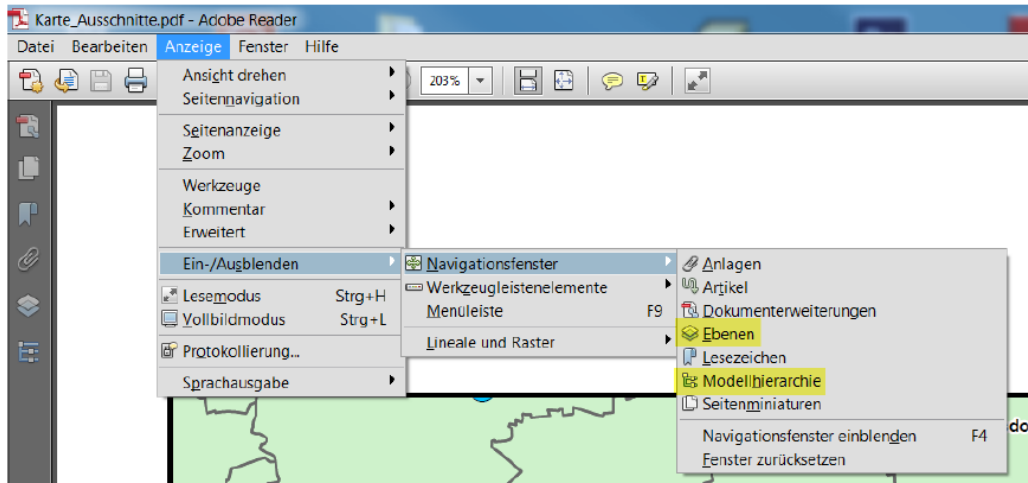 Karte_Ausschnitte.pdf - Adobe Reader
Datei Bearbeiten Anzeige Fenster Hilfe
203%
Ansicht drehen
Seitennavigation
Seitenanzeige
Zoom
Werkzeuge
Kommentar
Erweitert
Ein-/Ausblenden
Lesemodus Strg+H
Vollbildmodus Strg+L
Protokollierung...
Sprachausgabe
Navigationsfenster
Werkzeugleistenelemente
Menüleiste F9
Lineale und Raster
Anlagen
Artikel
Dokumenterweiterungen
Ebenen
Lesezeichen
Modellhierarchie
Seitenminiaturen
Navigationsfenster einblenden F4
Fenster zurücksetzen
do